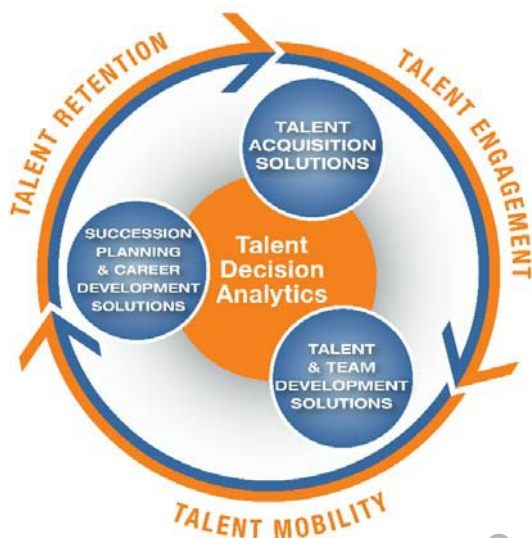 TALENT RETENTION
TALENT ENGAGEMENT
TALENT
ACQUISITION
SOLUTIONS
SUCCESSION
PLANNING
& CAREER
DEVELOPMENT
SOLUTIONS
Talent
Decision
Analytics
TALENT
& TEAM
DEVELOPMENT
SOLUTIONS
TALENT MOBILITY